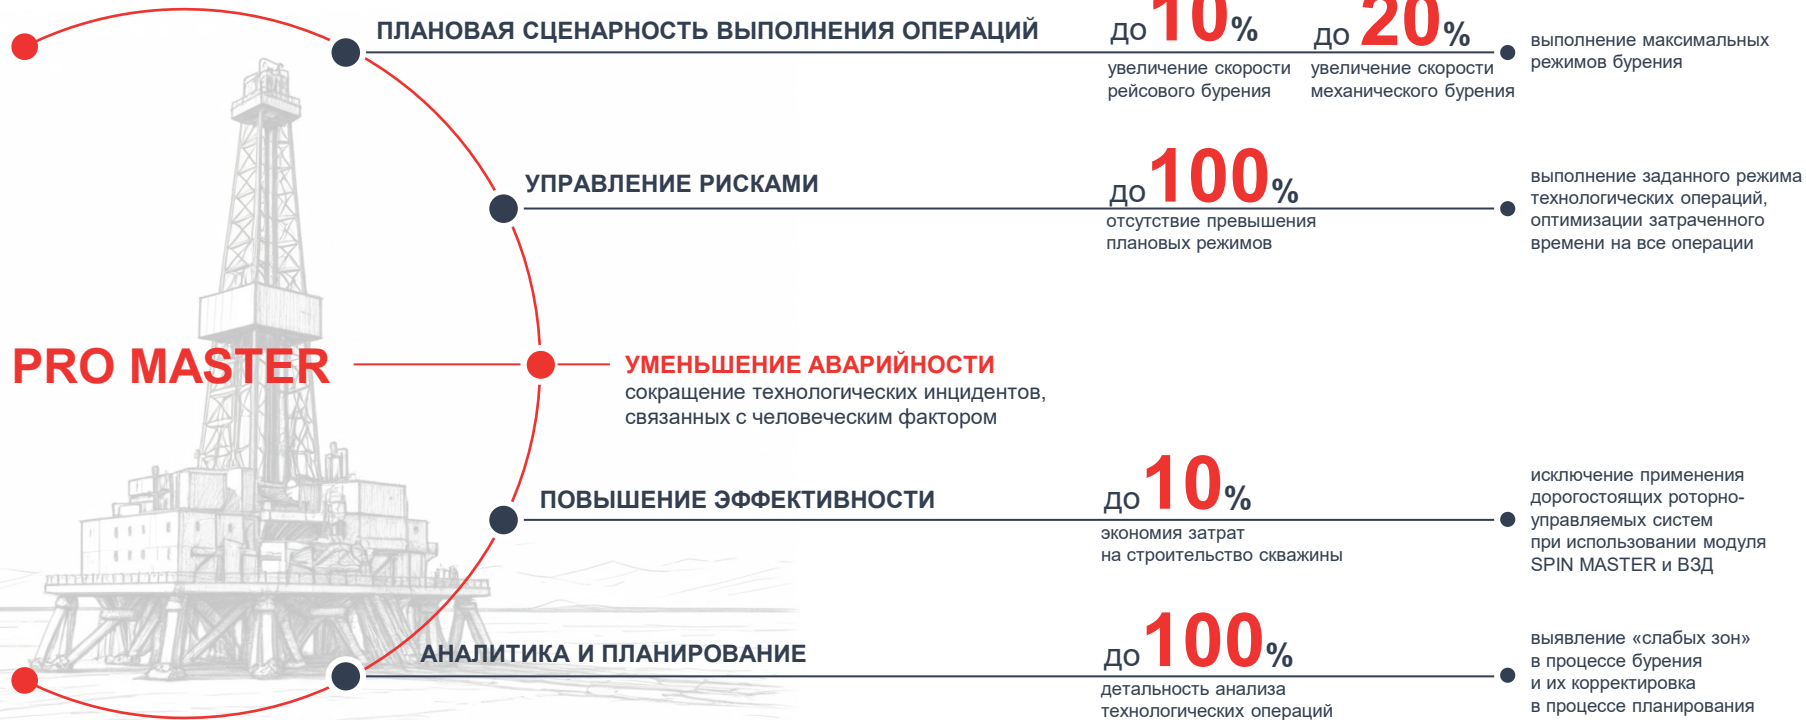 ПЛАНОВАЯ СЦЕНАРНОСТЬ ВЫПОЛНЕНИЯ ОПЕРАЦИЙ
до 10%
увеличение скорости
рейсового бурения
до 20%
увеличение скорости
механического бурения
выполнение максимальных
режимов бурения
УПРАВЛЕНИЕ РИСКАМИ
до 100%
отсутствие превышения
плановых режимов
выполнение заданного режима
технологических операций,
оптимизации затраченного
времени на все операции
PRO MASTER
УМЕНЬШЕНИЕ АВАРИЙНОСТИ
сокращение технологических инцидентов,
связанных с человеческим фактором
ПОВЫШЕНИЕ ЭФФЕКТИВНОСТИ
до 10%
экономия затрат
на строительство скважины
исключение применения
дорогостоящих роторно-
управляемых систем
при использовании модуля
SPIN MASTER и ВЗД
АНАЛИТИКА И ПЛАНИРОВАНИЕ
до 100%
детальность анализа
технологических операций
выявление «слабых зон»
в процессе бурения
и их корректировка
в процессе планирования